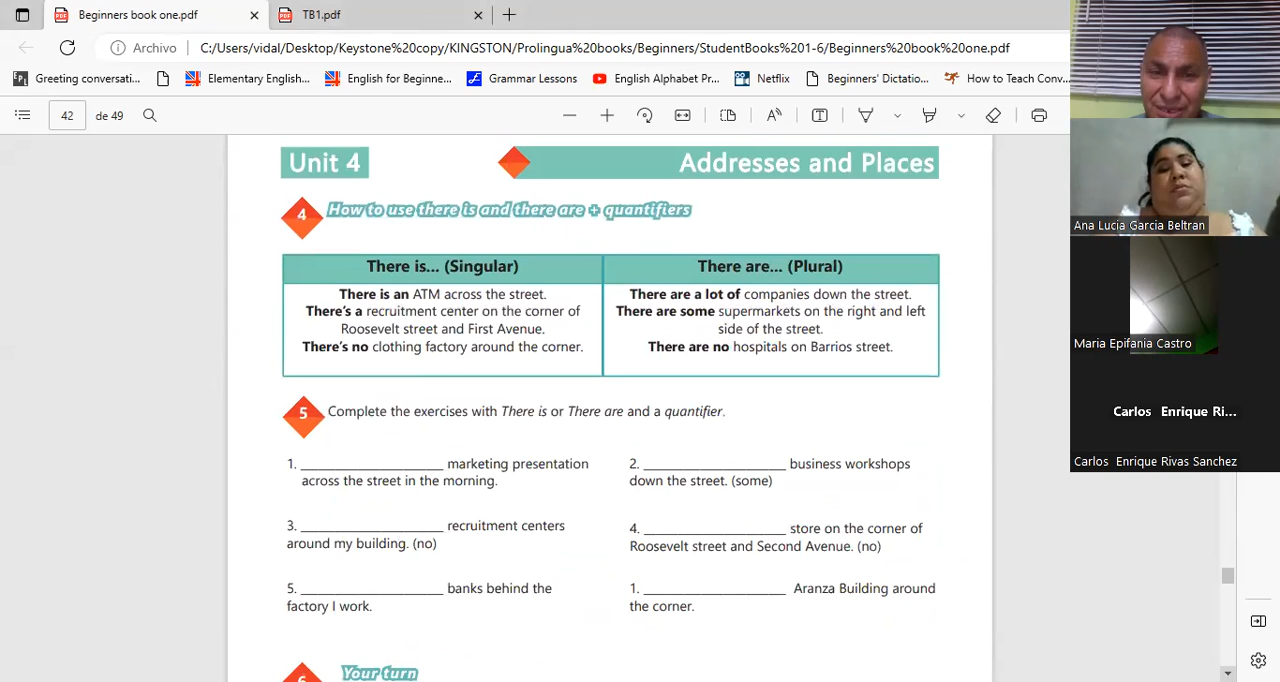 Beginners book one.pdf
TB1.pdf
Archivo
C:/Users/vidal/Desktop/Keystone%20copy/KINGSTON/Prolingua%20books/Beginners/StudentBooks%201-6/Beginners%20book%20one.pdf
Greeting conversati...
Elementary English...
English for Beginne...
Grammar Lessons
English Alphabet Pr...
Netflix
Beginners' Dictatio...
How to Teach Conv...
42
de 49
Unit 4
Addresses and Places
4
How to use there is and there are + quantifiers
There is... (Singular)
There is an ATM across the street.
There's a recruitment center on the corner of
Roosevelt street and First Avenue.
There's no clothing factory around the corner.
There are... (Plural)
There are a lot of companies down the street.
There are some supermarkets on the right and left
side of the street.
There are no hospitals on Barrios street.
5
Complete the exercises with There is or There are and a quantifier.
1. ____________________ marketing presentation
across the street in the morning.
2. ____________________ business workshops
down the street. (some)
3. ____________________ recruitment centers
around my building. (no)
4. ____________________ store on the corner of
Roosevelt street and Second Avenue. (no)
5. ____________________ banks behind the
factory I work.
1. ____________________ Aranza Building around
the corner.
6
Your turn
Ana Lucia Garcia Beltran
Maria Epifania Castro
Carlos Enrique Ri...
Carlos Enrique Rivas Sanchez